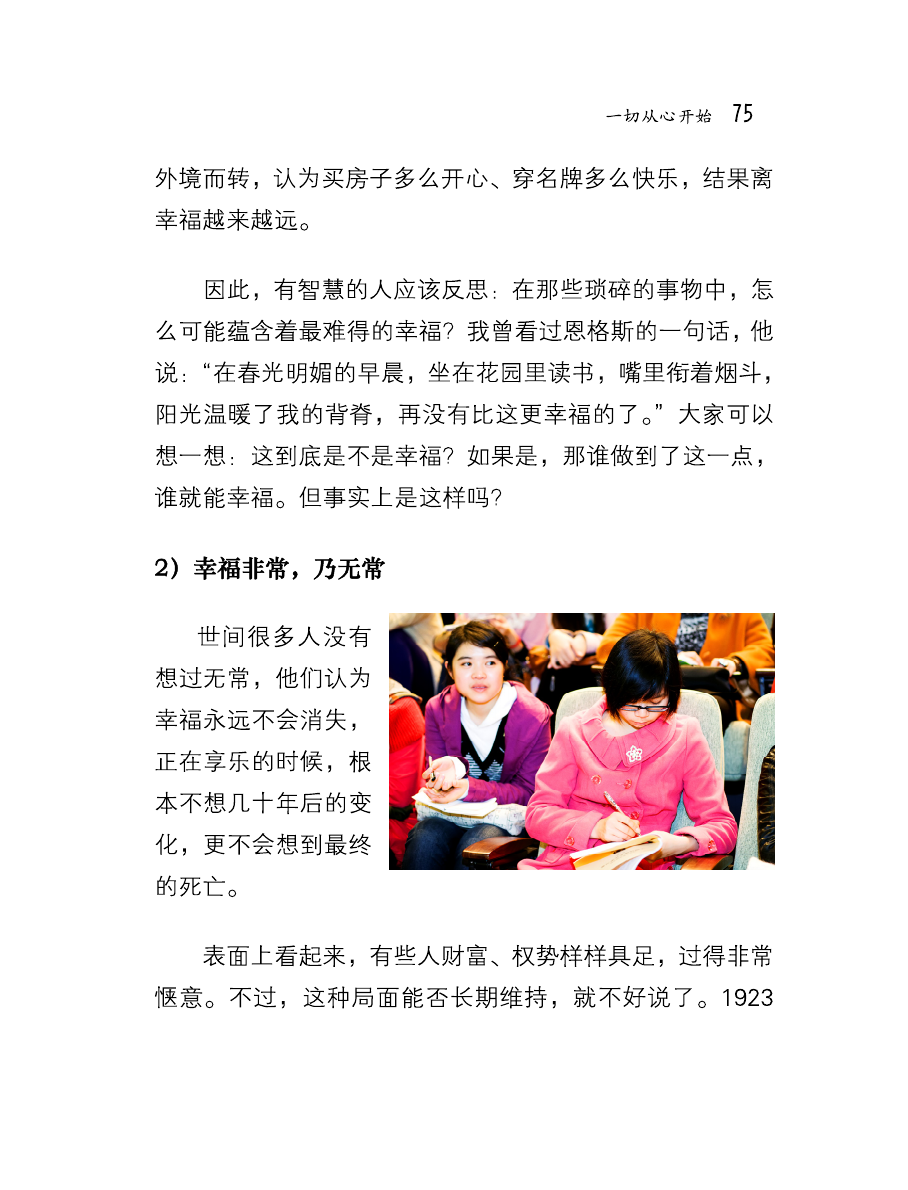 一切从心开始 75
外境而转，认为买房子多么开心、穿名牌多么快乐，结果离
幸福越来越远。
因此，有智慧的人应该反思：在那些琐碎的事物中，怎
么可能蕴含着最难得的幸福？我曾看过恩格斯的一句话，他
说：“在春光明媚的早晨，坐在花园里读书，嘴里衔着烟斗，
阳光温暖了我的背脊，再没有比这更幸福的了。” 大家可以
想一想：这到底是不是幸福？如果是，那谁做到了这一点，
谁就能幸福。但事实上是这样吗？
2）幸福非常，乃无常
世间很多人没有
想过无常，他们认为
幸福永远不会消失，
正在享乐的时候，根
本不想几十年后的变
化，更不会想到最终
的死亡。
表面上看起来，有些人财富、权势样样具足，过得非常
惬意。不过，这种局面能否长期维持，就不好说了。1923